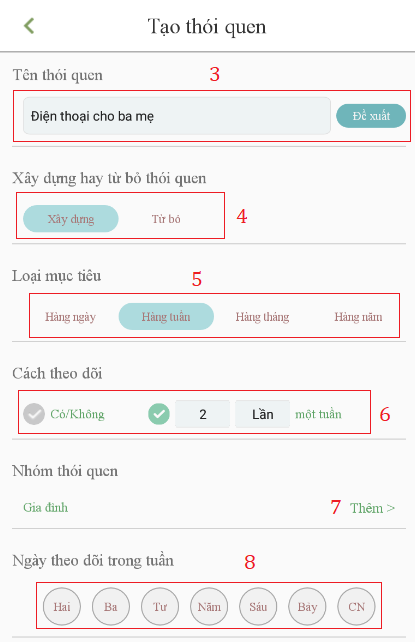 Tạo thói quen
Tên thói quen 3
Điện thoại cho ba mẹ Đề xuất
Xây dựng hay từ bỏ thói quen
Xây dựng Từ bỏ 4
Loại mục tiêu 5
Hàng ngày Hàng tuần Hàng tháng Hàng năm
Cách theo dõi
Có/Không 2 Lần một tuần 6
Nhóm thói quen
Gia đình 7 Thêm >
Ngày theo dõi trong tuần 8
Hai Ba Tư Năm Sáu Bảy CN